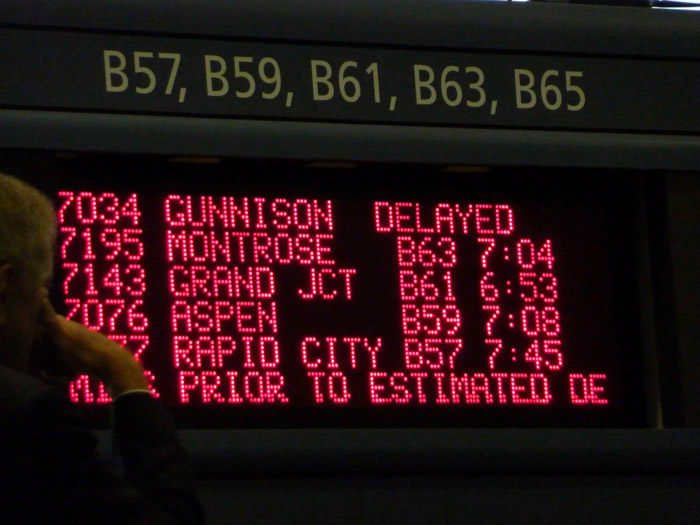 B57, B59, B61, B63, B65
7034 GUNNISON DELAYED
7195 MONTROSE B63 7:04
7143 GRAND JCT B61 6:53
7076 ASPEN B59 7:08
RAPID CITY B57 7:45
PRIOR TO ESTIMATED DE